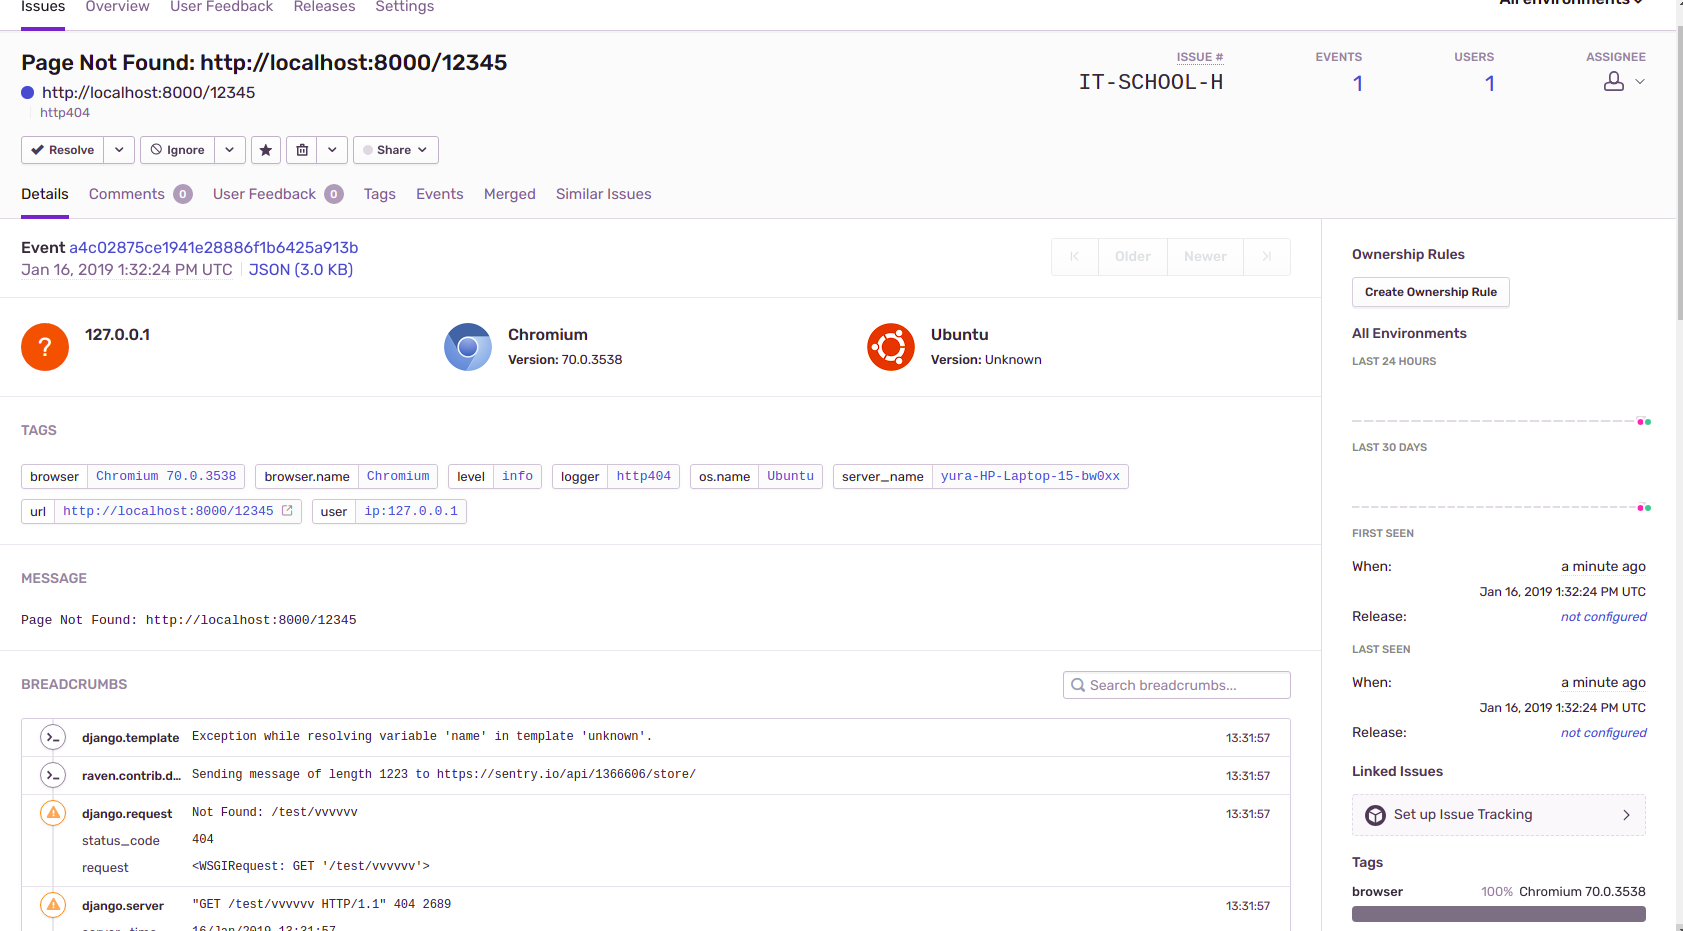 Issues Overview User Feedback Releases Settings
All environments
Page Not Found: http://localhost:8000/12345
http://localhost:8000/12345
http404
ISSUE # EVENTS USERS ASSIGNEE
IT-SCHOOL-H 1 1
Resolve Ignore Share
Details Comments 0 User Feedback 0 Tags Events Merged Similar Issues
Event a4c02875ce1941e28886f1b6425a913b
Jan 16, 2019 1:32:24 PM UTC JSON (3.0 KB)
Older Newer
? 127.0.0.1
Chromium
Version: 70.0.3538
Ubuntu
Version: Unknown
TAGS
browser Chromium 70.0.3538 browser.name Chromium level info logger http404 os.name Ubuntu server_name yura-HP-Laptop-15-bw0xx
url http://localhost:8000/12345 user ip:127.0.0.1
MESSAGE
Page Not Found: http://localhost:8000/12345
BREADCRUMBS
Search breadcrumbs...
django.template Exception while resolving variable 'name' in template 'unknown'. 13:31:57
raven.contrib.d... Sending message of length 1223 to https://sentry.io/api/1366606/store/ 13:31:57
django.request Not Found: /test/vvvvvv 13:31:57
status_code 404
request <WSGIRequest: GET '/test/vvvvvv'>
django.server "GET /test/vvvvvv HTTP/1.1" 404 2689 13:31:57
server_time 16/Jan/2019 13:31:57
Ownership Rules
Create Ownership Rule
All Environments
LAST 24 HOURS
LAST 30 DAYS
FIRST SEEN
When: a minute ago
Jan 16, 2019 1:32:24 PM UTC
Release: not configured
LAST SEEN
When: a minute ago
Jan 16, 2019 1:32:24 PM UTC
Release: not configured
Linked Issues
Set up Issue Tracking
Tags
browser 100% Chromium 70.0.3538